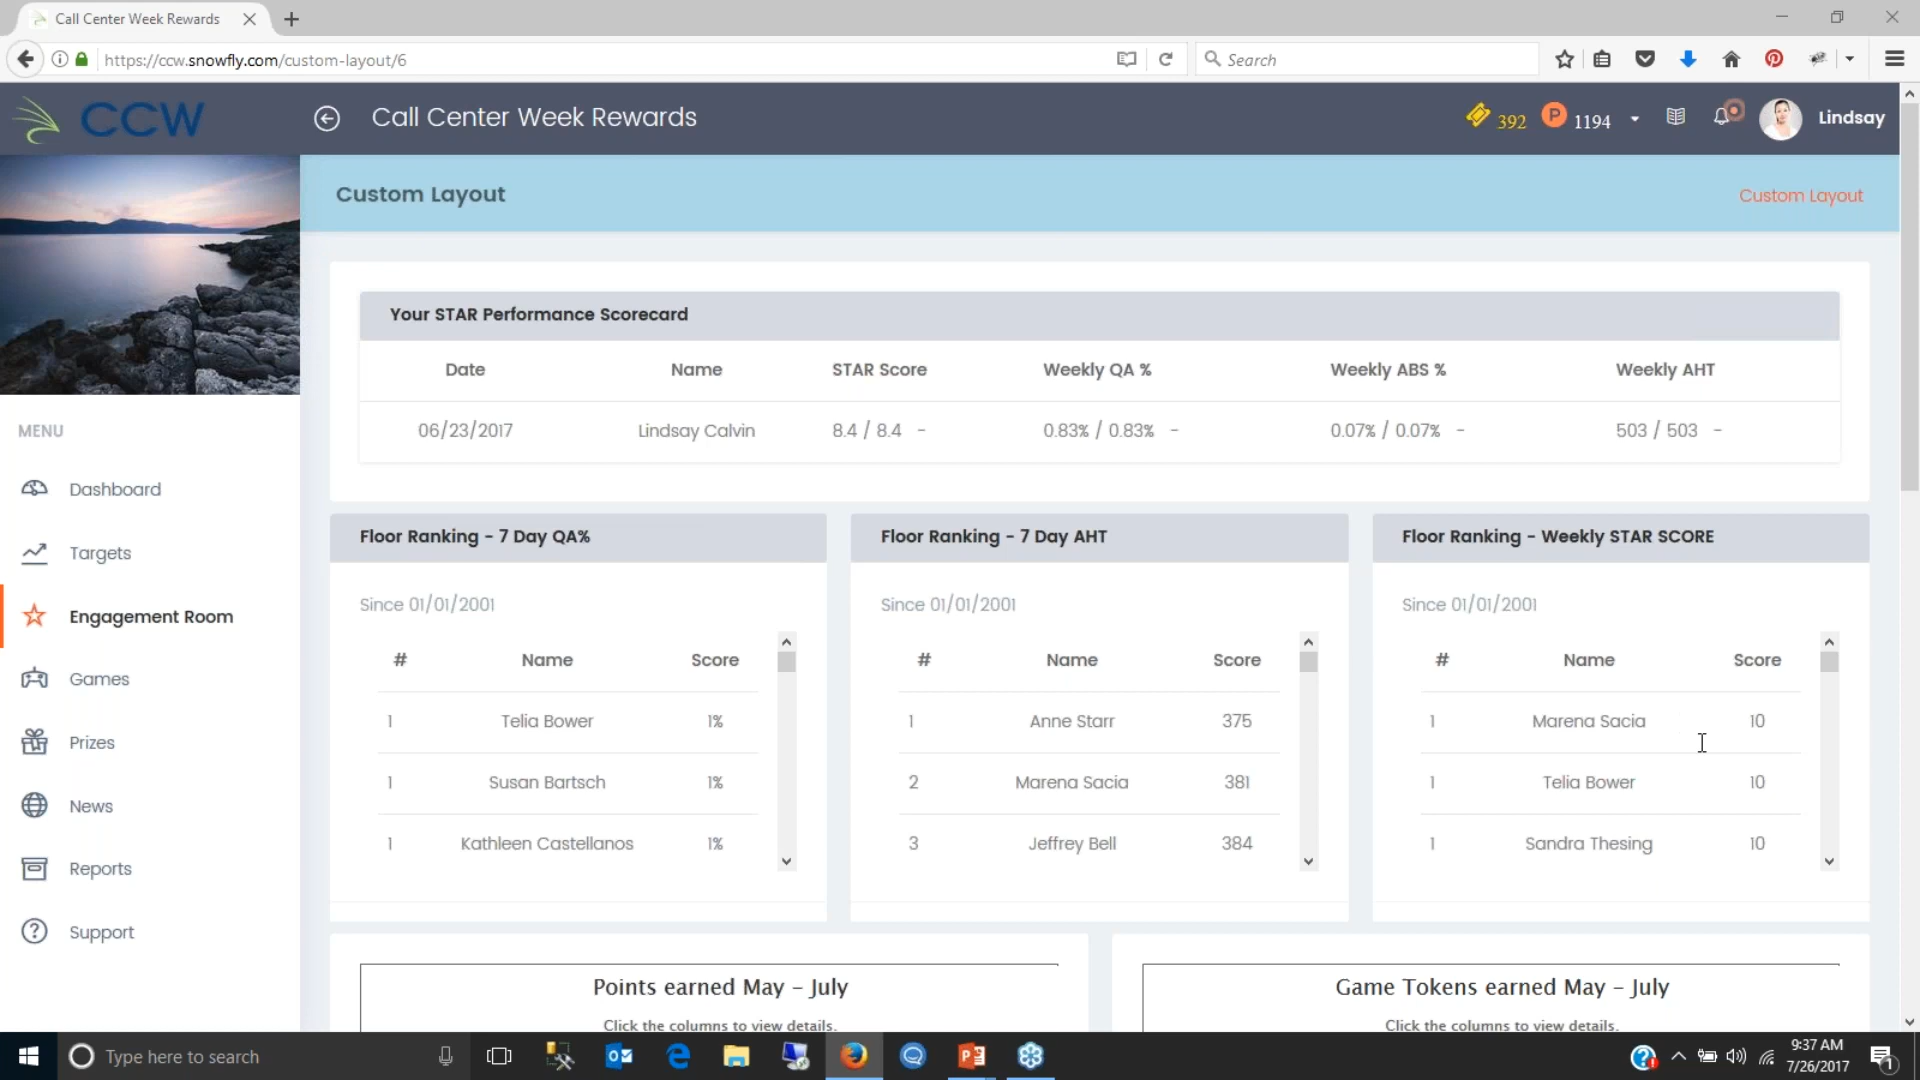 Call Center Week Rewards
https://ccw.snowfly.com/custom-layout/6
Search
CCW
Call Center Week Rewards
392
P
1194
Lindsay
Custom Layout
Custom Layout
MENU
Dashboard
Targets
Engagement Room
Games
Prizes
News
Reports
Support
Your STAR Performance Scorecard
Date Name STAR Score Weekly QA % Weekly ABS % Weekly AHT
06/23/2017 Lindsay Calvin 8.4 / 8.4 - 0.83% / 0.83% - 0.07% / 0.07% - 503 / 503 -
Floor Ranking - 7 Day QA%
Since 01/01/2001
# Name Score
1 Telia Bower 1%
1 Susan Bartsch 1%
1 Kathleen Castellanos 1%
Floor Ranking - 7 Day AHT
Since 01/01/2001
# Name Score
1 Anne Starr 375
2 Marena Sacia 381
3 Jeffrey Bell 384
Floor Ranking - Weekly STAR SCORE
Since 01/01/2001
# Name Score
1 Marena Sacia 10
1 Telia Bower 10
1 Sandra Thesing 10
Points earned May - July
Click the columns to view details.
Game Tokens earned May - July
Click the columns to view details.
Type here to search
9:37 AM
7/26/2017
1